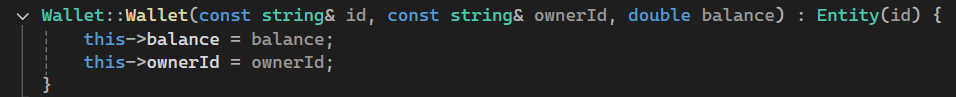 Wallet::Wallet(const string& id, const string& ownerId, double balance) : Entity(id) {
    this->balance = balance;
    this->ownerId = ownerId;
}